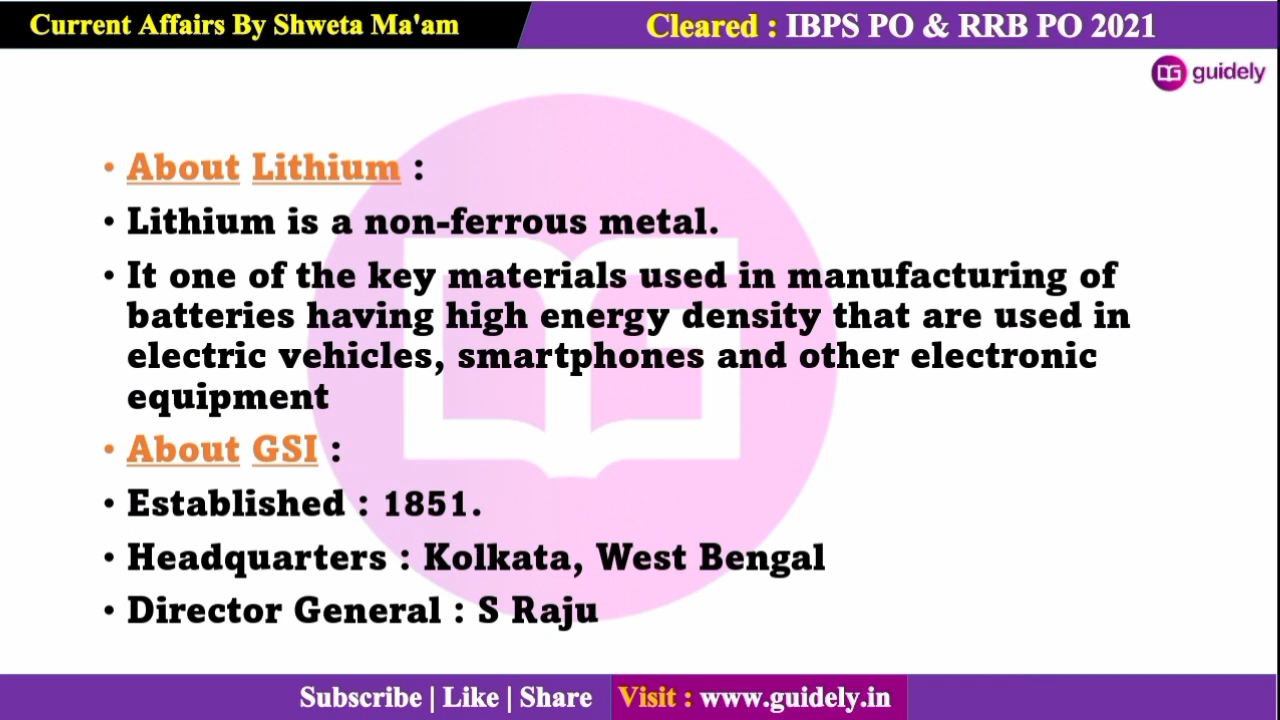 Current Affairs By Shweta Ma'am
Cleared : IBPS PO & RRB PO 2021
DG guidely
• About Lithium :
• Lithium is a non-ferrous metal.
• It one of the key materials used in manufacturing of
batteries having high energy density that are used in
electric vehicles, smartphones and other electronic
equipment
• About GSI :
• Established : 1851.
• Headquarters : Kolkata, West Bengal
• Director General : S Raju
Subscribe | Like | Share
Visit : www.guidely.in